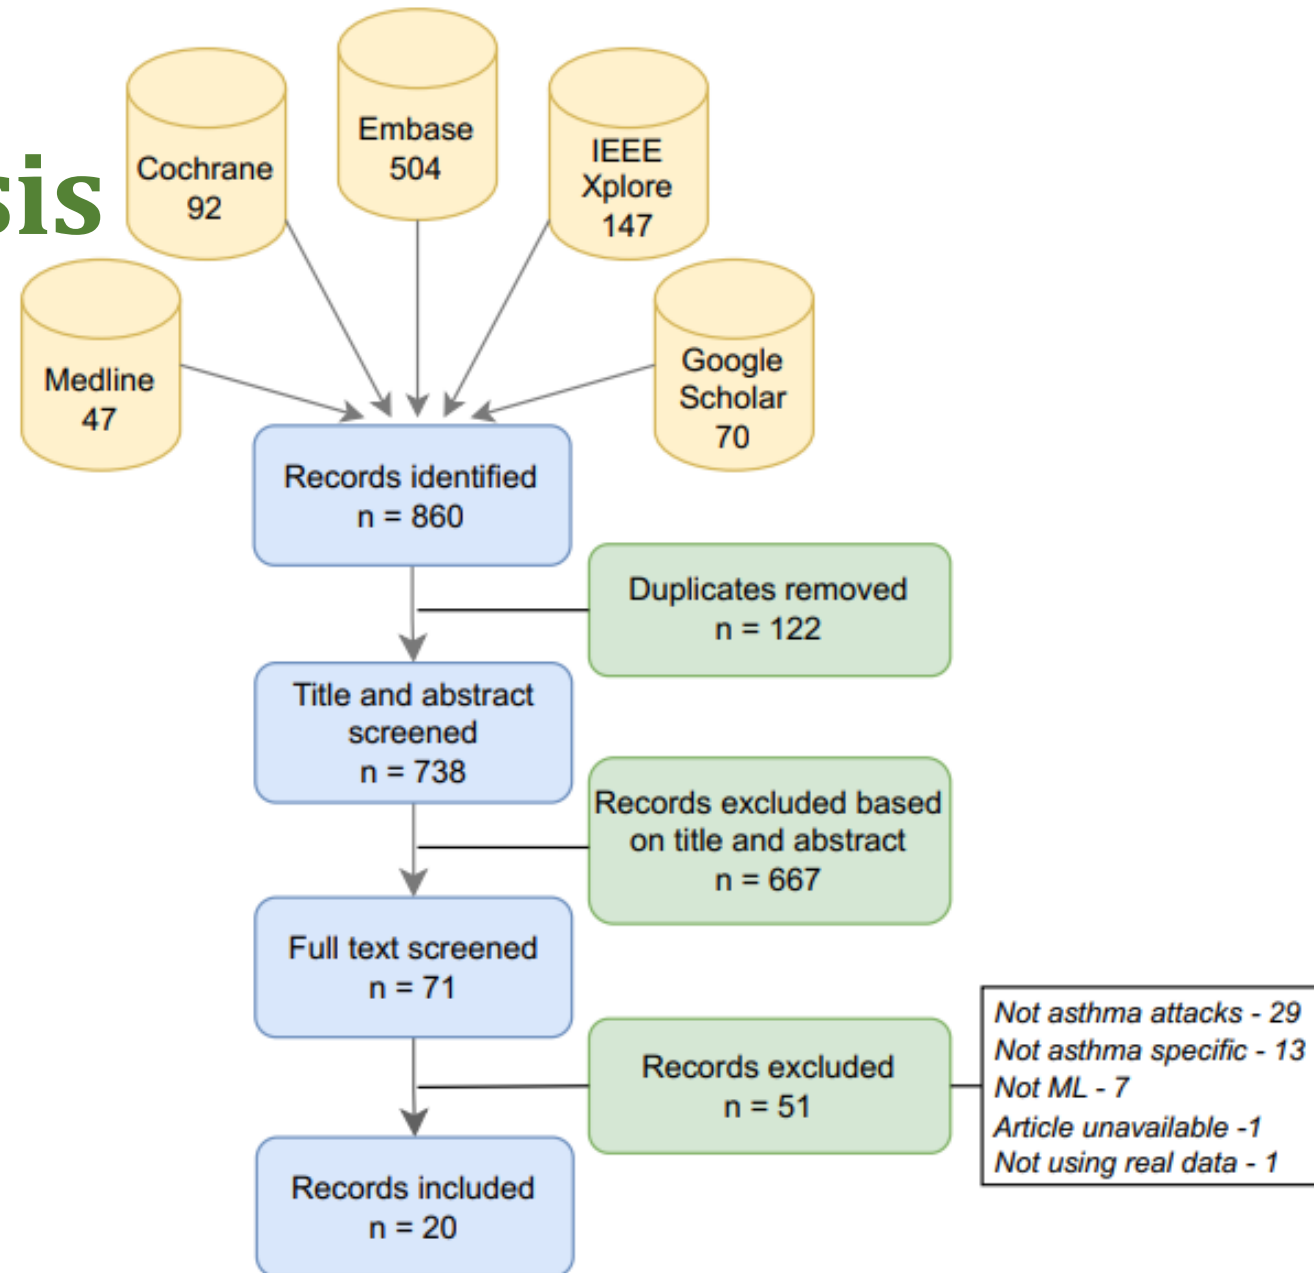 sis
Cochrane
92
Embase
504
IEEE
Xplore
147
Medline
47
Google
Scholar
70
Records identified
n = 860
Duplicates removed
n = 122
Title and abstract
screened
n = 738
Records excluded based
on title and abstract
n = 667
Full text screened
n = 71
Records excluded
n = 51
Not asthma attacks - 29
Not asthma specific - 13
Not ML - 7
Article unavailable -1
Not using real data - 1
Records included
n = 20